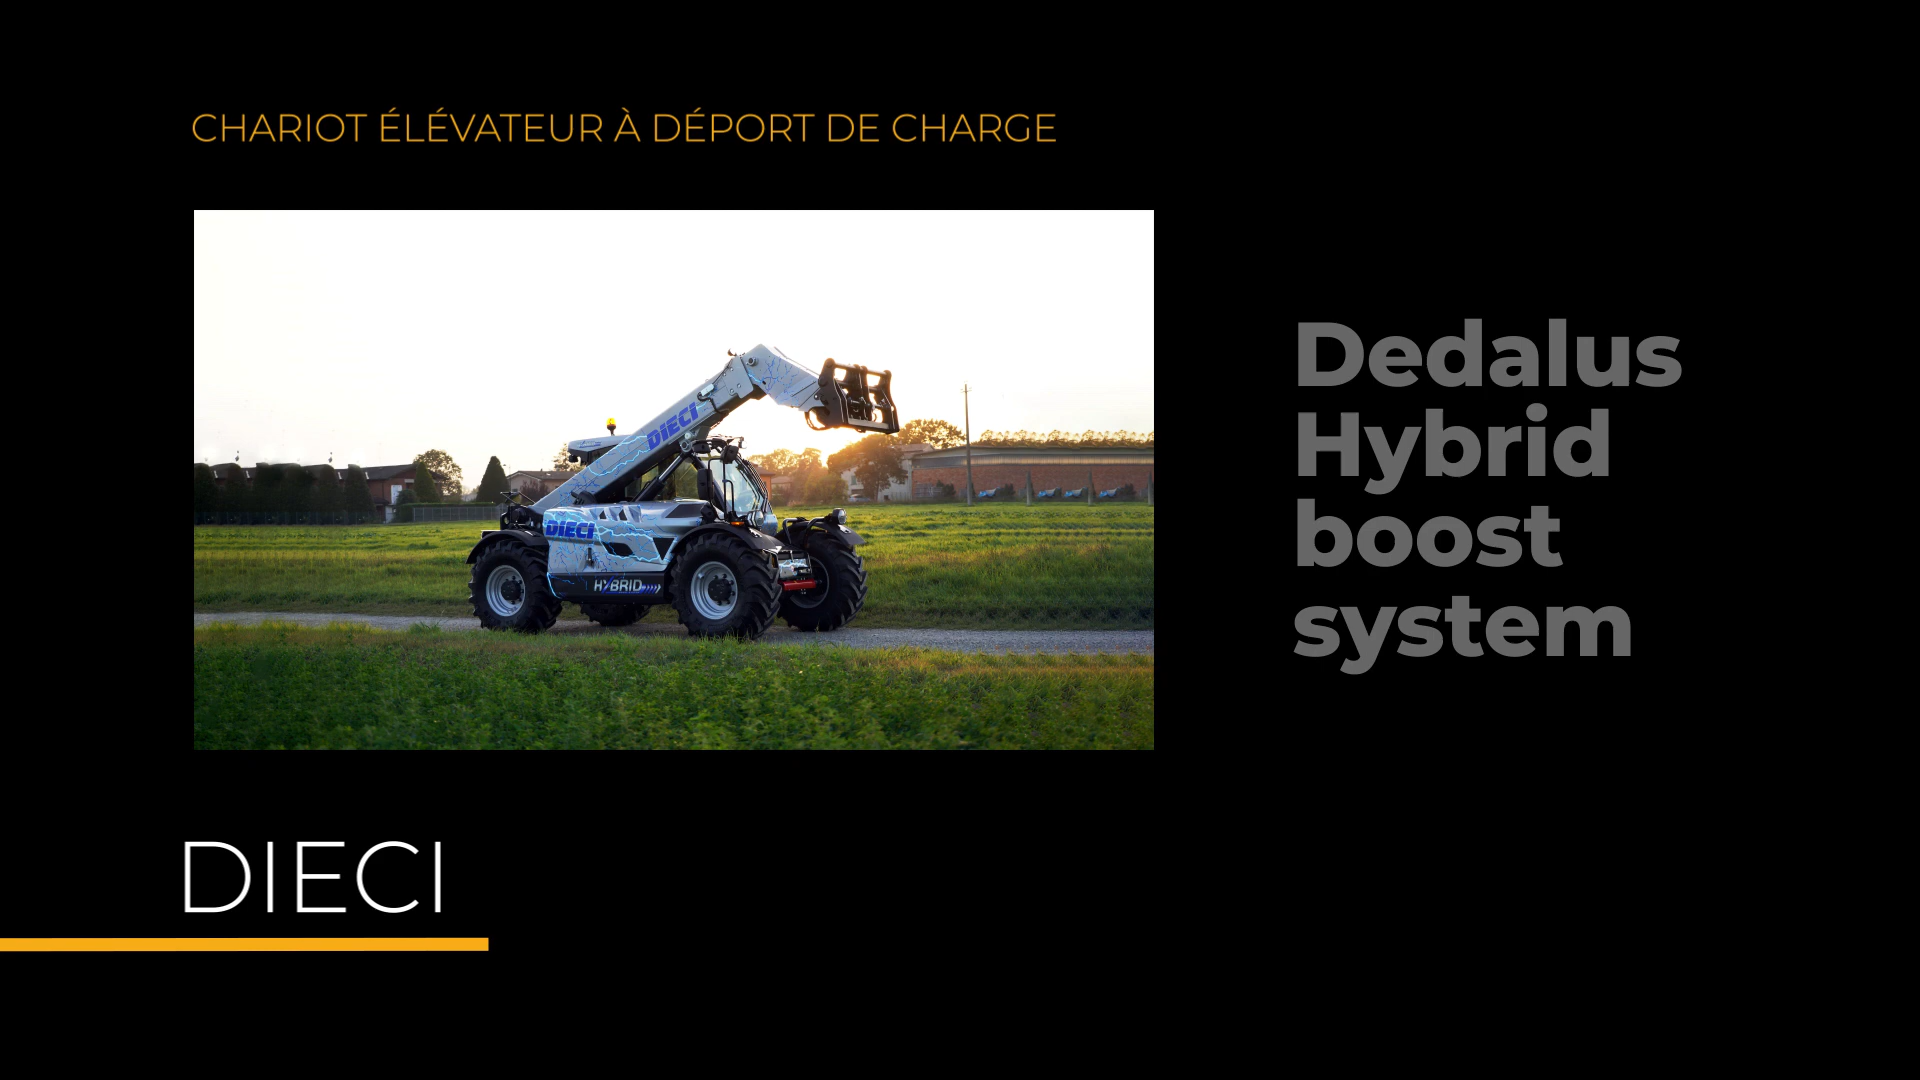 CHARIOT ÉLÉVATEUR À DÉPORT DE CHARGE
DIECI
DIECI
HYBRID
Dedalus
Hybrid
boost
system
DIECI